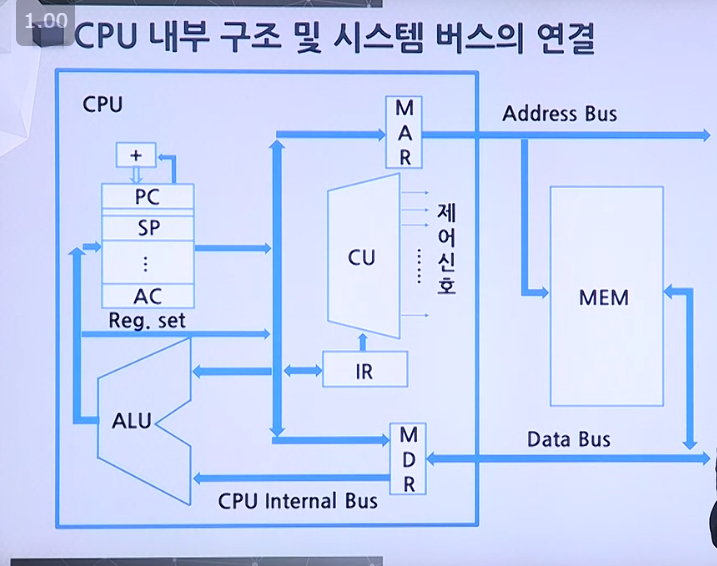 1.00
CPU 내부 구조 및 시스템 버스의 연결
CPU
M
A
R
Address Bus
+
PC
SP
⋮
AC
Reg. set
CU
제
어
신
호
MEM
IR
ALU
M
D
R
Data Bus
CPU Internal Bus